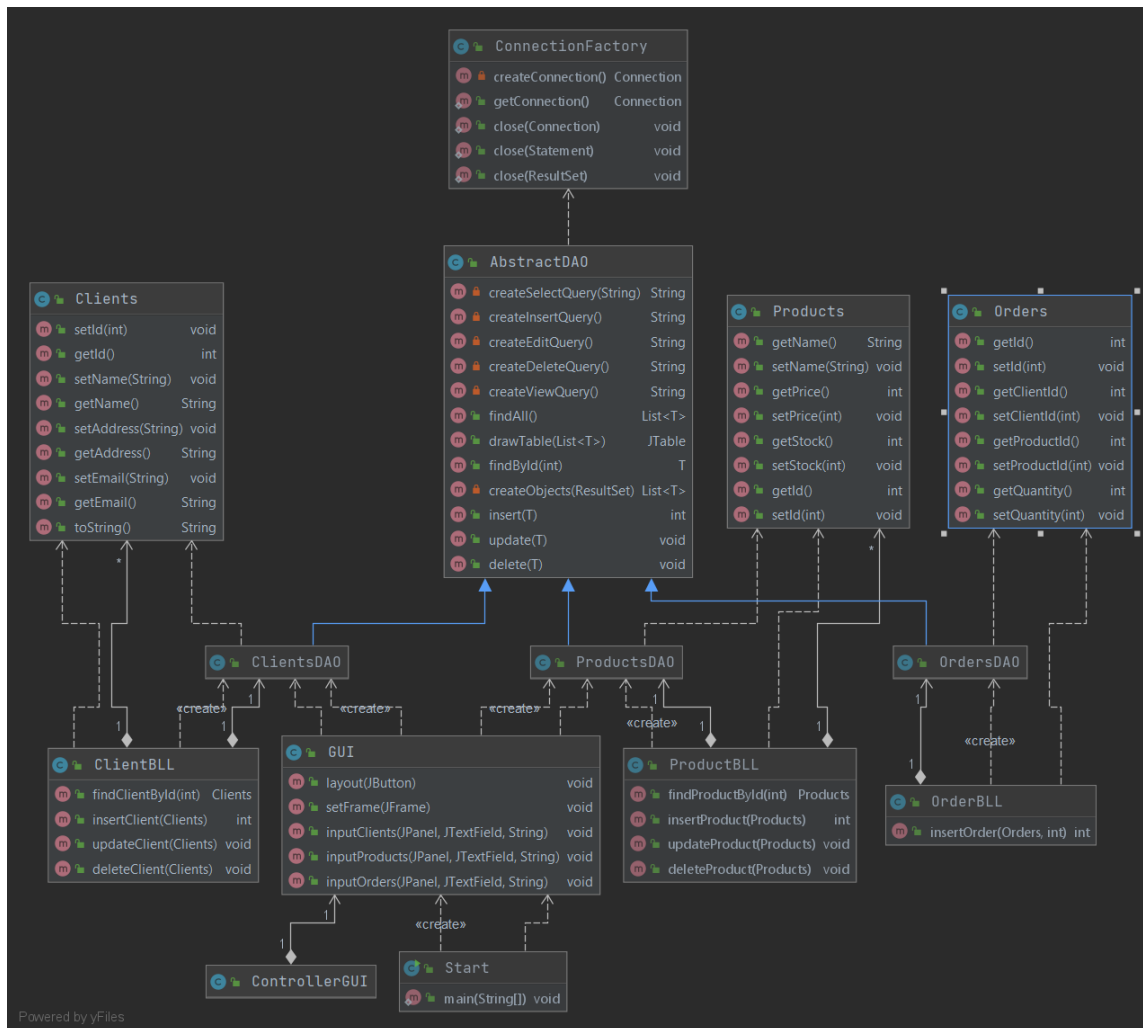 ConnectionFactory
createConnection() Connection
getConnection() Connection
close(Connection) void
close(Statement) void
close(ResultSet) void
AbstractDAO
createSelectQuery(String) String
createInsertQuery() String
createEditQuery() String
createDeleteQuery() String
createViewQuery() String
findAll() List<T>
drawTable(List<T>) JTable
findById(int) T
createObjects(ResultSet) List<T>
insert(T) int
update(T) void
delete(T) void
Clients
setId(int) void
getId() int
setName(String) void
getName() String
setAddress(String) void
getAddress() String
setEmail(String) void
getEmail() String
toString() String
Products
getName() String
setName(String) void
getPrice() int
setPrice(int) void
getStock() int
setStock(int) void
getId() int
setId(int) void
Orders
getId() int
setId(int) void
getClientId() int
setClientId(int) void
getProductId() int
setProductId(int) void
getQuantity() int
setQuantity(int) void
*
*
ClientsDAO
ProductsDAO
OrdersDAO
1
1
1
«create»
«create»
«create»
«create»
«create»
1
1
1
1
1
ClientBLL
findClientById(int) Clients
insertClient(Clients) int
updateClient(Clients) void
deleteClient(Clients) void
GUI
layout(JButton) void
setFrame(JFrame) void
inputClients(JPanel, JTextField, String) void
inputProducts(JPanel, JTextField, String) void
inputOrders(JPanel, JTextField, String) void
ProductBLL
findProductById(int) Products
insertProduct(Products) int
updateProduct(Products) void
deleteProduct(Products) void
OrderBLL
insertOrder(Orders, int) int
1
«create»
1
ControllerGUI
Start
main(String[]) void
Powered by yFiles